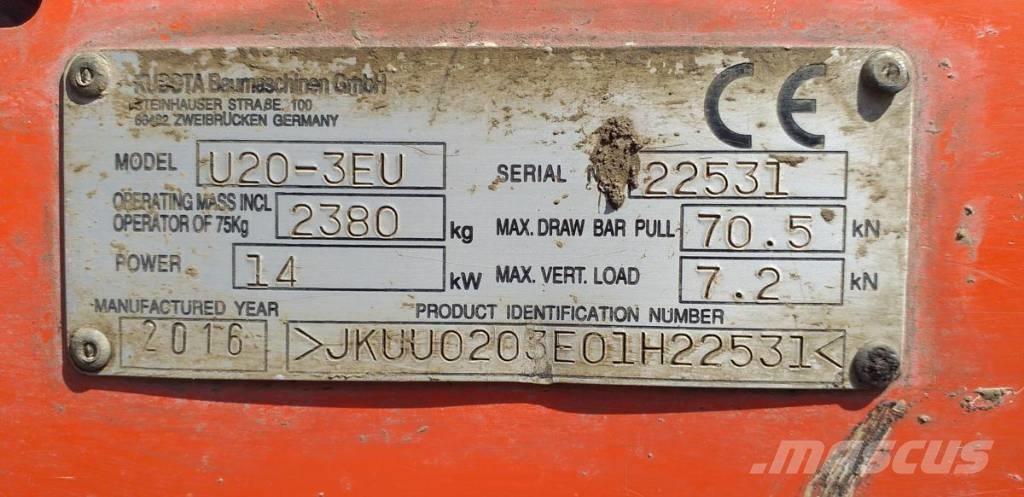 KUBOTA Baumaschinen GmbH
STEINHAUSER STRAßE, 100
66482 ZWEIBRÜCKEN GERMANY
CE
MODEL U20-3EU
SERIAL 22531
OPERATING MASS INCL
OPERATOR OF 75Kg 2380 kg
MAX. DRAW BAR PULL 70.5 kN
POWER 14 kW
MAX. VERT. LOAD 7.2 kN
MANUFACTURED YEAR
2016
PRODUCT IDENTIFICATION NUMBER
>JKUU0203E01H22531<
mascus